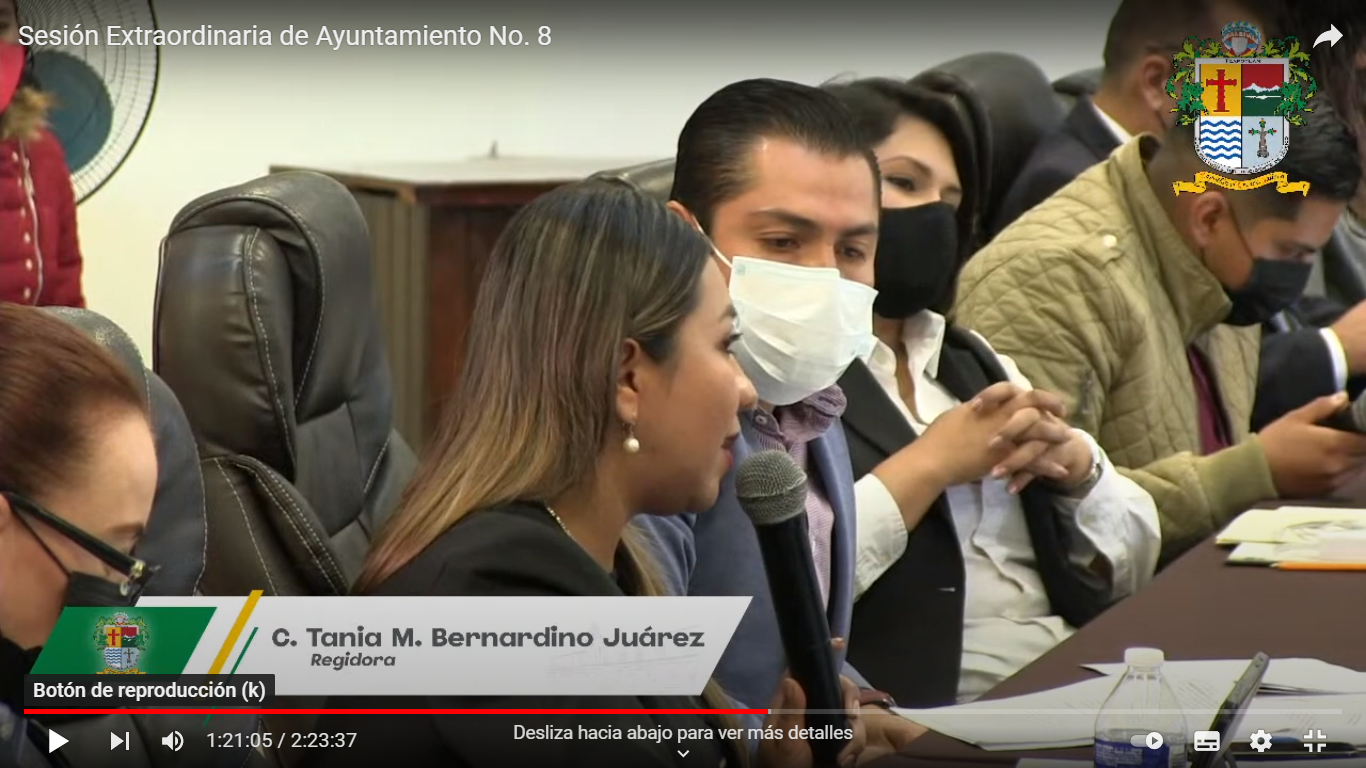 Sesión Extraordinaria de Ayuntamiento No. 8
C. Tania M. Bernardino Juárez
Regidora
Botón de reproducción (k)
1:21:05 / 2:23:37
Desliza hacia abajo para ver más detalles